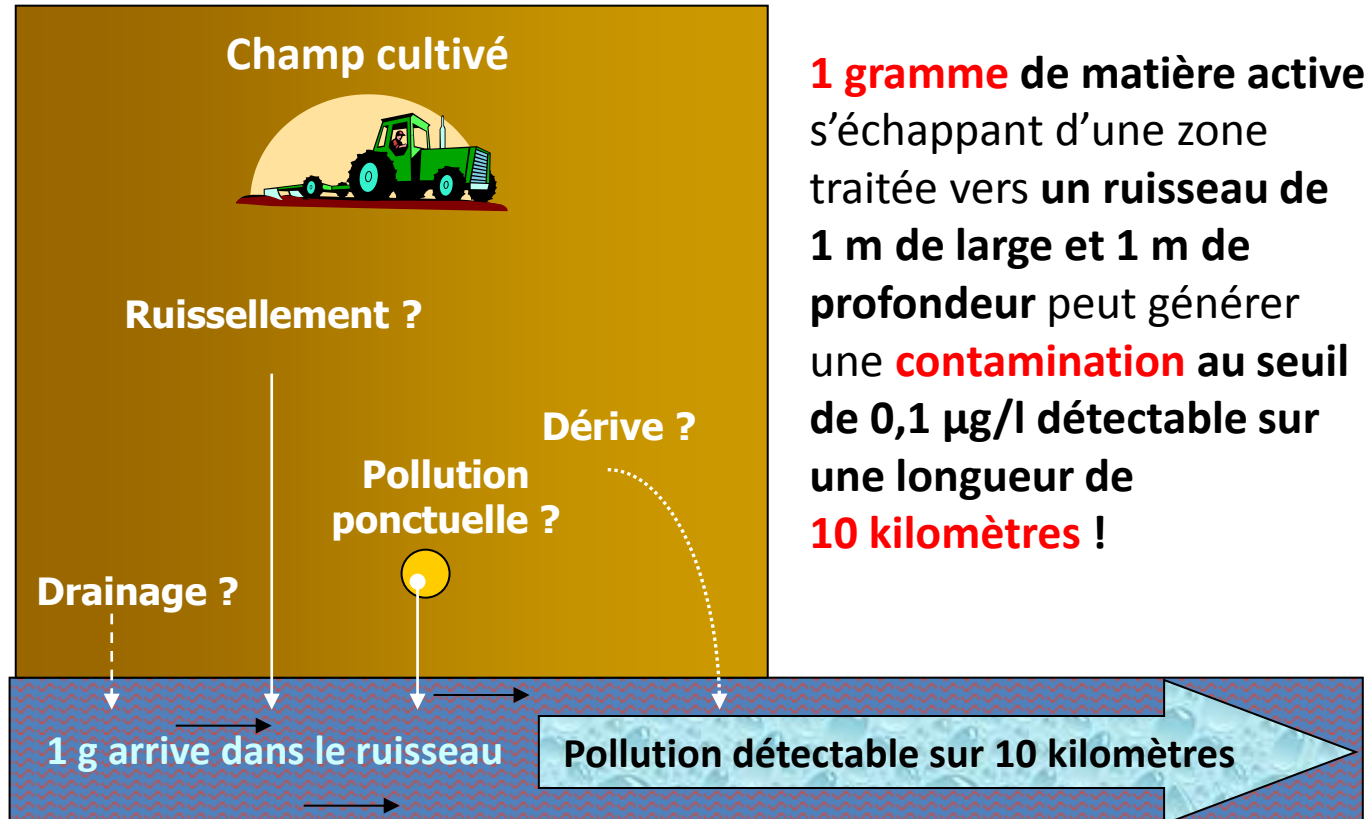 Champ cultivé
Ruissellement ?
Dérive ?
Pollution
ponctuelle ?
Drainage ?
1 g arrive dans le ruisseau
Pollution détectable sur 10 kilomètres
1 gramme de matière active
s’échappant d’une zone
traitée vers un ruisseau de
1 m de large et 1 m de
profondeur peut générer
une contamination au seuil
de 0,1 µg/l détectable sur
une longueur de
10 kilomètres !